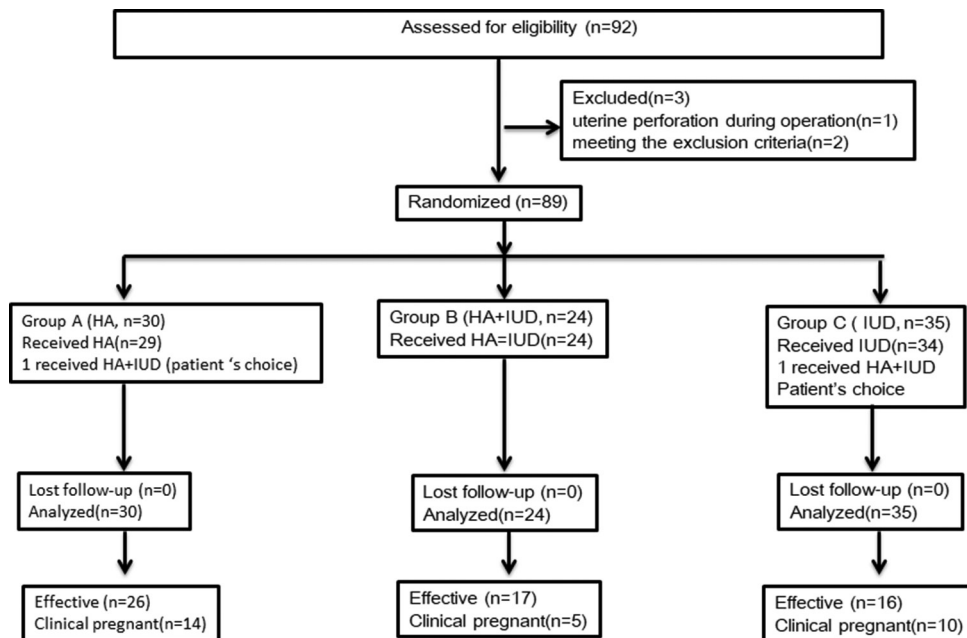 Assessed for eligibility (n=92)
Excluded(n=3)
uterine perforation during operation(n=1)
meeting the exclusion criteria(n=2)
Randomized (n=89)
Group A (HA, n=30)
Received HA(n=29)
1 received HA+IUD (patient ‘s choice)
Group B (HA+IUD, n=24)
Received HA=IUD(n=24)
Group C ( IUD, n=35)
Received IUD(n=34)
1 received HA+IUD
Patient’s choice
Lost follow-up (n=0)
Analyzed(n=30)
Lost follow-up (n=0)
Analyzed(n=24)
Lost follow-up (n=0)
Analyzed(n=35)
Effective (n=26)
Clinical pregnant(n=14)
Effective (n=17)
Clinical pregnant(n=5)
Effective (n=16)
Clinical pregnant(n=10)